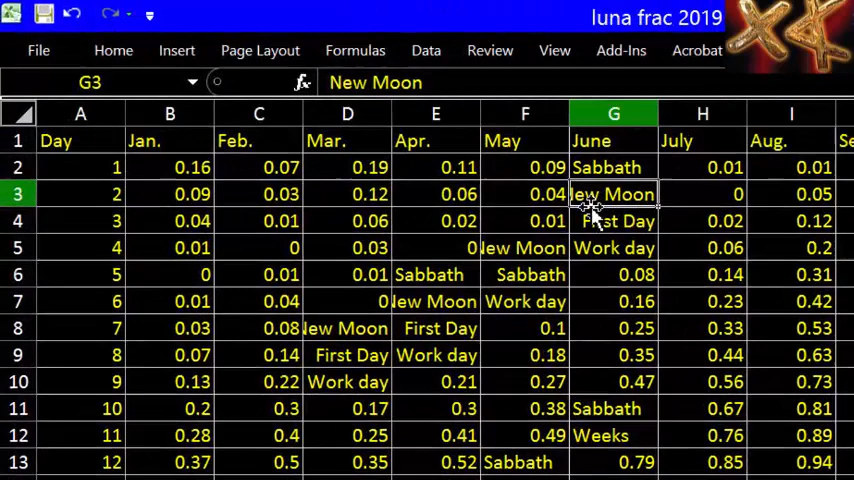 luna frac 2019
File Home Insert Page Layout Formulas Data Review View Add-Ins Acrobat
G3 fx New Moon
A B C D E F G H I
1 Day Jan. Feb. Mar. Apr. May June July Aug. Se
2 1 0.16 0.07 0.19 0.11 0.09 Sabbath 0.01 0.01
3 2 0.09 0.03 0.12 0.06 0.04 New Moon 0 0.05
4 3 0.04 0.01 0.06 0.02 0.01 First Day 0.02 0.12
5 4 0.01 0 0.03 0 New Moon Work day 0.06 0.2
6 5 0 0.01 0.01 Sabbath Sabbath 0.08 0.14 0.31
7 6 0.01 0.04 0 New Moon Work day 0.16 0.23 0.42
8 7 0.03 0.08 New Moon First Day 0.1 0.25 0.33 0.53
9 8 0.07 0.14 First Day Work day 0.18 0.35 0.44 0.63
10 9 0.13 0.22 Work day 0.21 0.27 0.47 0.56 0.73
11 10 0.2 0.3 0.17 0.3 0.38 Sabbath 0.67 0.81
12 11 0.28 0.4 0.25 0.41 0.49 Weeks 0.76 0.89
13 12 0.37 0.5 0.35 0.52 Sabbath 0.79 0.85 0.94